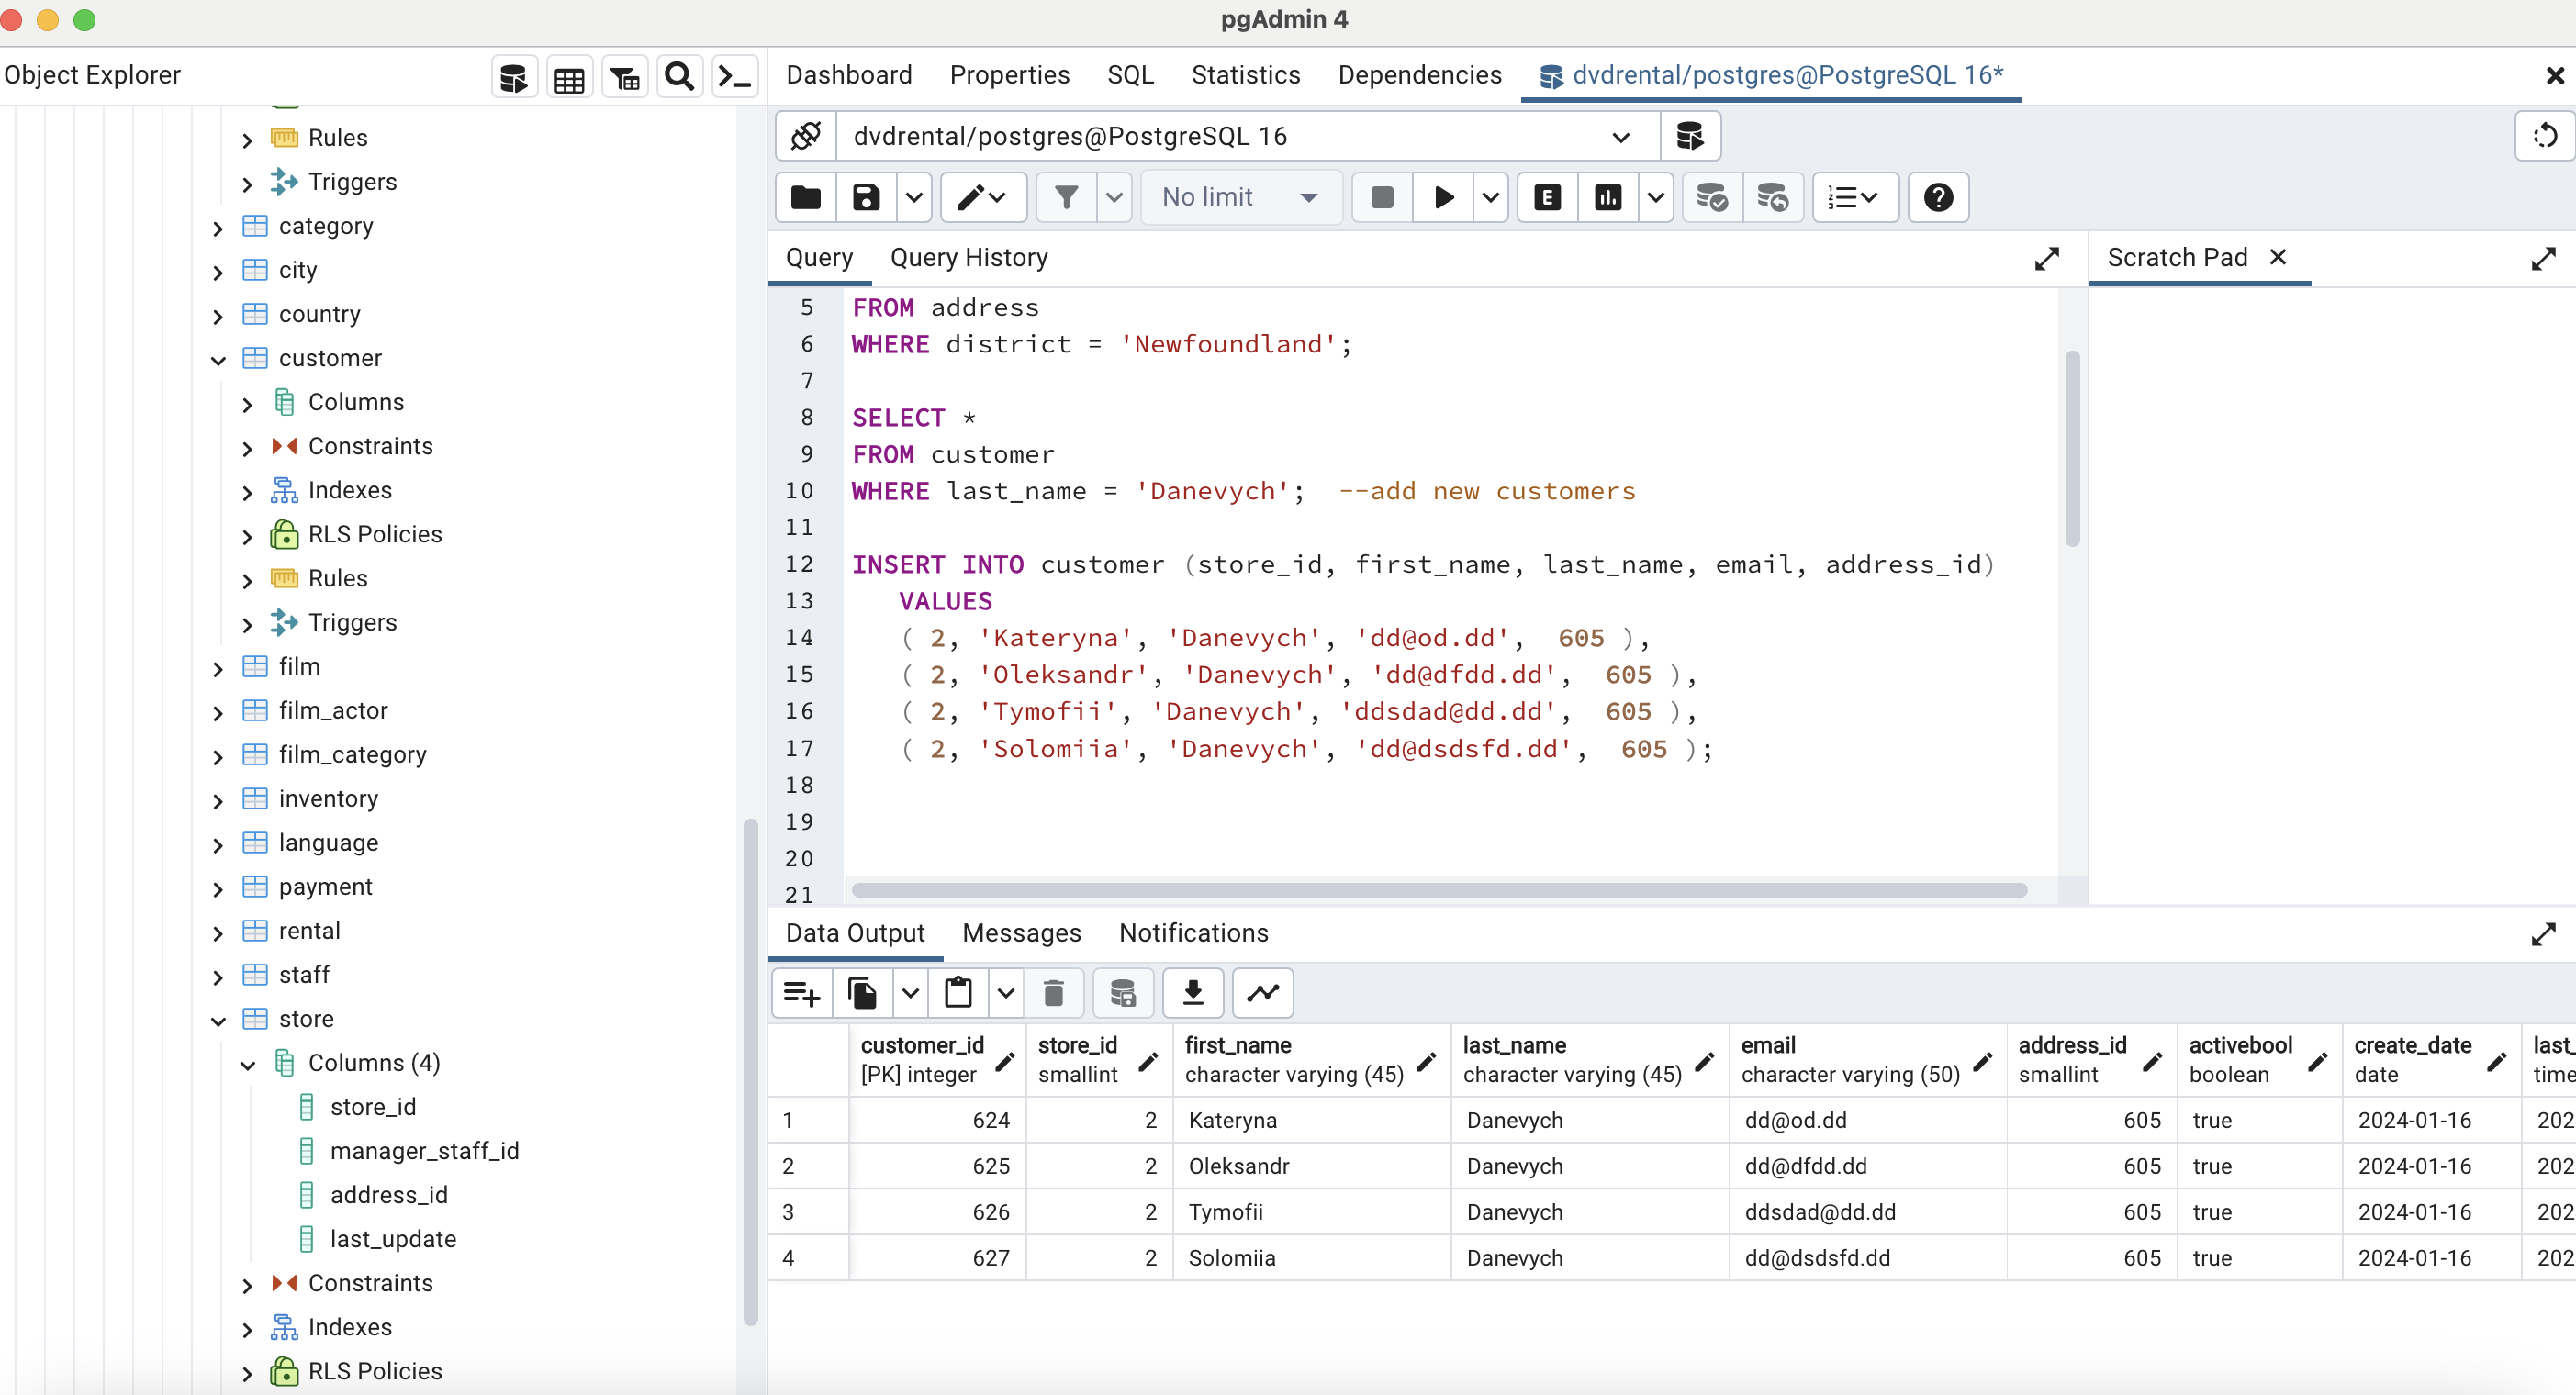 pgAdmin 4
Object Explorer
Rules
Triggers
category
city
country
customer
Columns
Constraints
Indexes
RLS Policies
Rules
Triggers
film
film_actor
film_category
inventory
language
payment
rental
staff
store
Columns (4)
store_id
manager_staff_id
address_id
last_update
Constraints
Indexes
RLS Policies
Dashboard Properties SQL Statistics Dependencies dvdrental/postgres@PostgreSQL 16*
dvdrental/postgres@PostgreSQL 16
No limit E
Query Query History
Scratch Pad
5 FROM address
6 WHERE district = 'Newfoundland';
7
8 SELECT *
9 FROM customer
10 WHERE last_name = 'Danevych'; --add new customers
11
12 INSERT INTO customer (store_id, first_name, last_name, email, address_id)
13 VALUES
14 ( 2, 'Kateryna', 'Danevych', 'dd@od.dd', 605 ),
15 ( 2, 'Oleksandr', 'Danevych', 'dd@dfdd.dd', 605 ),
16 ( 2, 'Tymofii', 'Danevych', 'ddsdad@dd.dd', 605 ),
17 ( 2, 'Solomiia', 'Danevych', 'dd@dsdsfd.dd', 605 );
18
19
20
21
Data Output Messages Notifications
customer_id store_id first_name last_name email address_id activebool create_date last_
[PK] integer smallint character varying (45) character varying (45) character varying (50) smallint boolean date time
1 624 2 Kateryna Danevych dd@od.dd 605 true 2024-01-16 202
2 625 2 Oleksandr Danevych dd@dfdd.dd 605 true 2024-01-16 202
3 626 2 Tymofii Danevych ddsdad@dd.dd 605 true 2024-01-16 202
4 627 2 Solomiia Danevych dd@dsdsfd.dd 605 true 2024-01-16 202